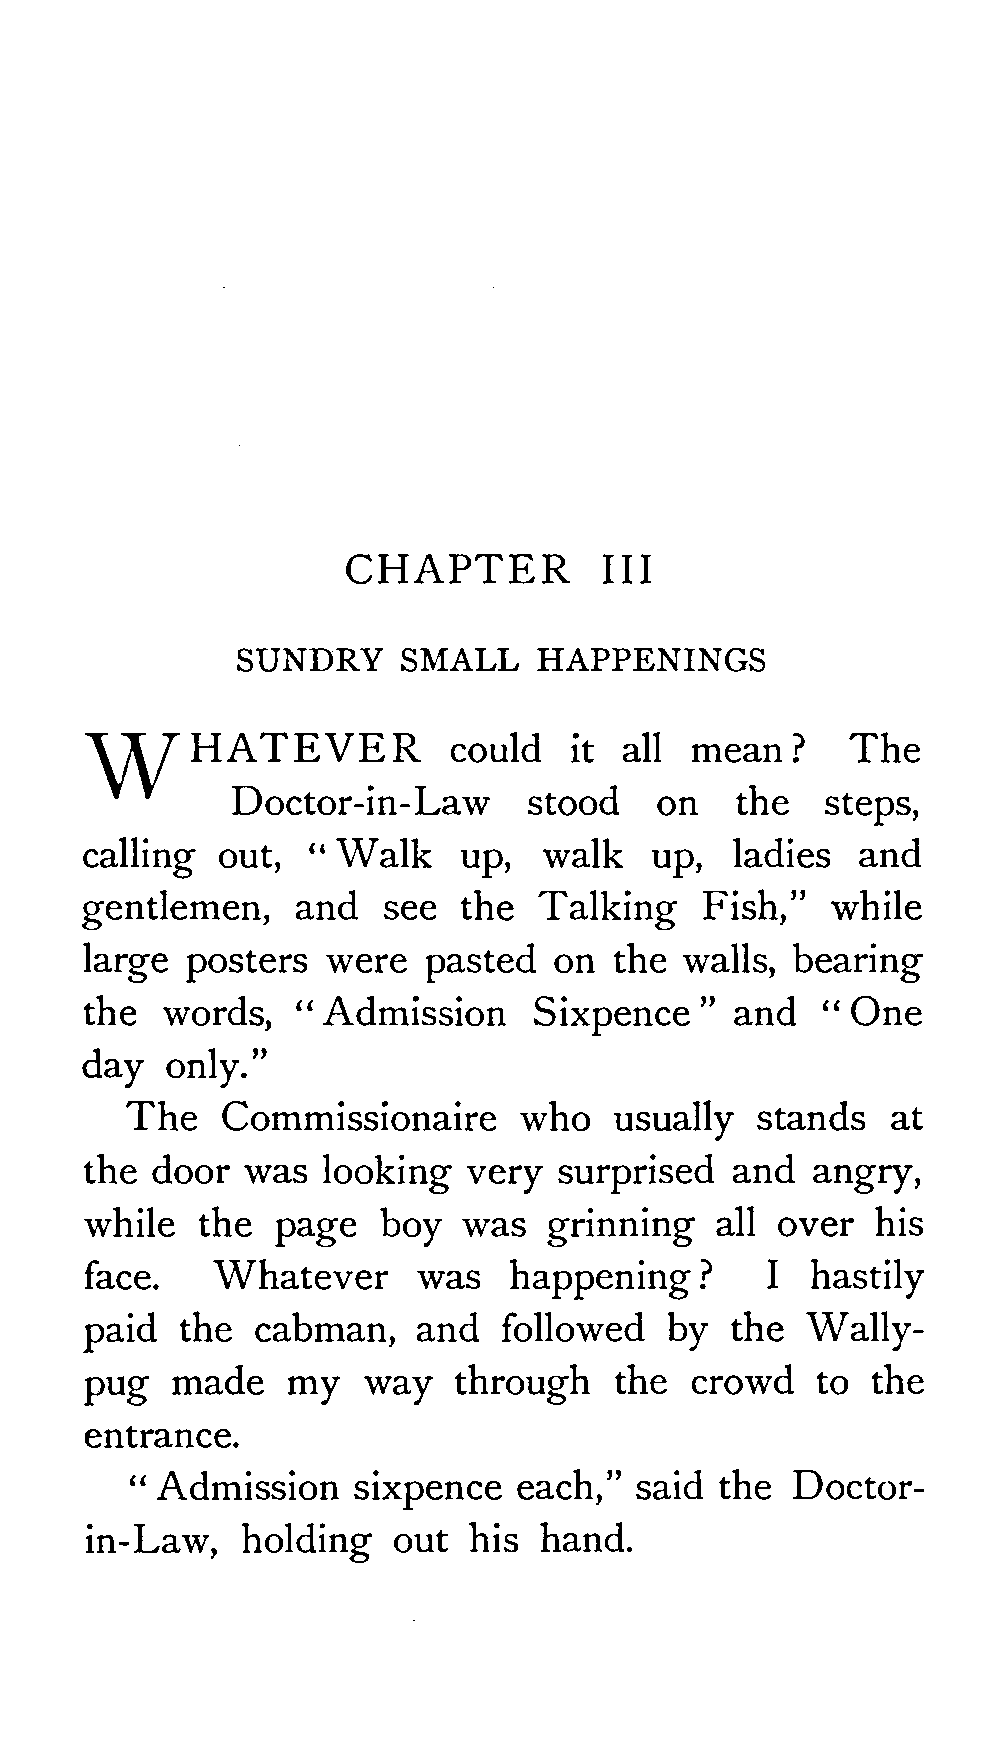 CHAPTER III
SUNDRY SMALL HAPPENINGS
WHATEVER could it all mean? The
Doctor-in-Law stood on the steps,
calling out, "Walk up, walk up, ladies and
gentlemen, and see the Talking Fish," while
large posters were pasted on the walls, bearing
the words, "Admission Sixpence" and "One
day only."
The Commissionaire who usually stands at
the door was looking very surprised and angry,
while the page boy was grinning all over his
face. Whatever was happening? I hastily
paid the cabman, and followed by the Wally-
pug made my way through the crowd to the
entrance.
"Admission sixpence each," said the Doctor-
in-Law, holding out his hand.